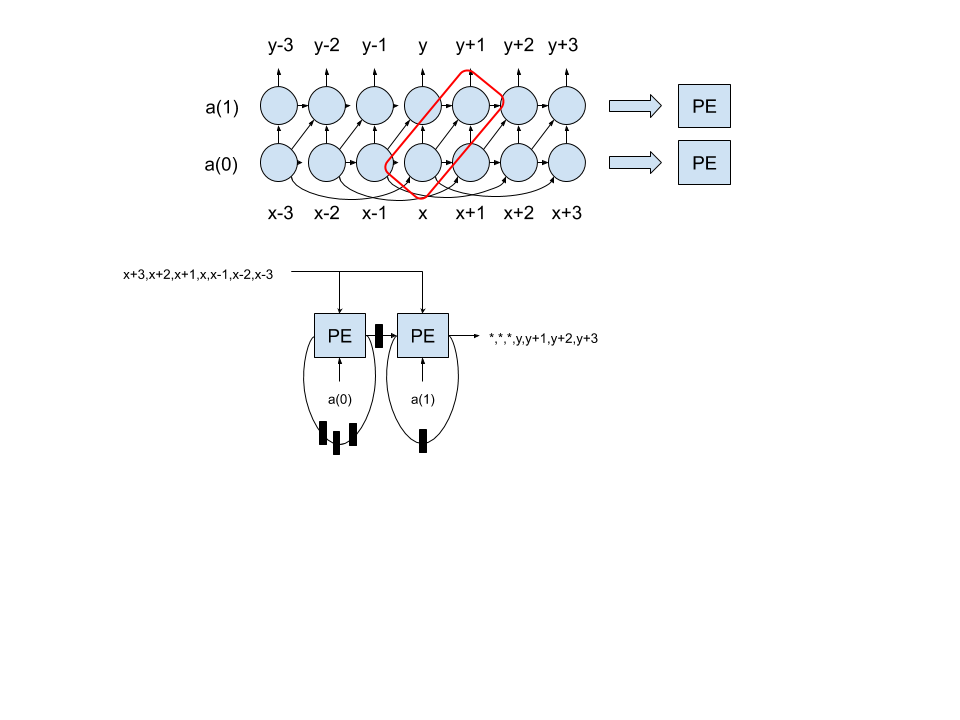 y-3 y-2 y-1 y y+1 y+2 y+3
a(1) PE
a(0) PE
x-3 x-2 x-1 x x+1 x+2 x+3
x+3,x+2,x+1,x,x-1,x-2,x-3
PE PE
*,*,*,y,y+1,y+2,y+3
a(0) a(1)